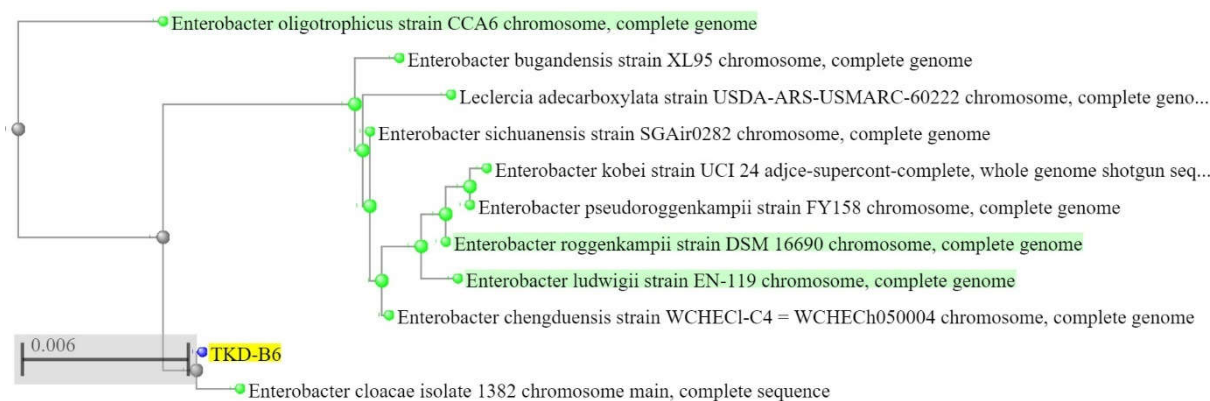 Enterobacter oligotrophicus strain CCA6 chromosome, complete genome
Enterobacter bugandensis strain XL95 chromosome, complete genome
Leclercia adecarboxylata strain USDA-ARS-USMARC-60222 chromosome, complete geno...
Enterobacter sichuanensis strain SGAir0282 chromosome, complete genome
Enterobacter kobei strain UCI 24 adjce-supercont-complete, whole genome shotgun seq...
Enterobacter pseudoroggenkampii strain FY158 chromosome, complete genome
Enterobacter roggenkampii strain DSM 16690 chromosome, complete genome
Enterobacter ludwigii strain EN-119 chromosome, complete genome
Enterobacter chengduensis strain WCHECl-C4 = WCHECh050004 chromosome, complete genome
0.006
TKD-B6
Enterobacter cloacae isolate 1382 chromosome main, complete sequence